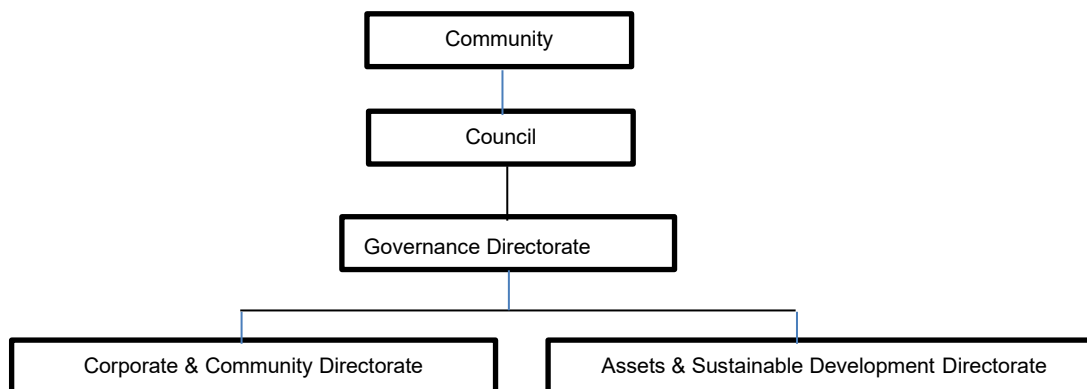 Community
Council
Governance Directorate
Corporate & Community Directorate
Assets & Sustainable Development Directorate